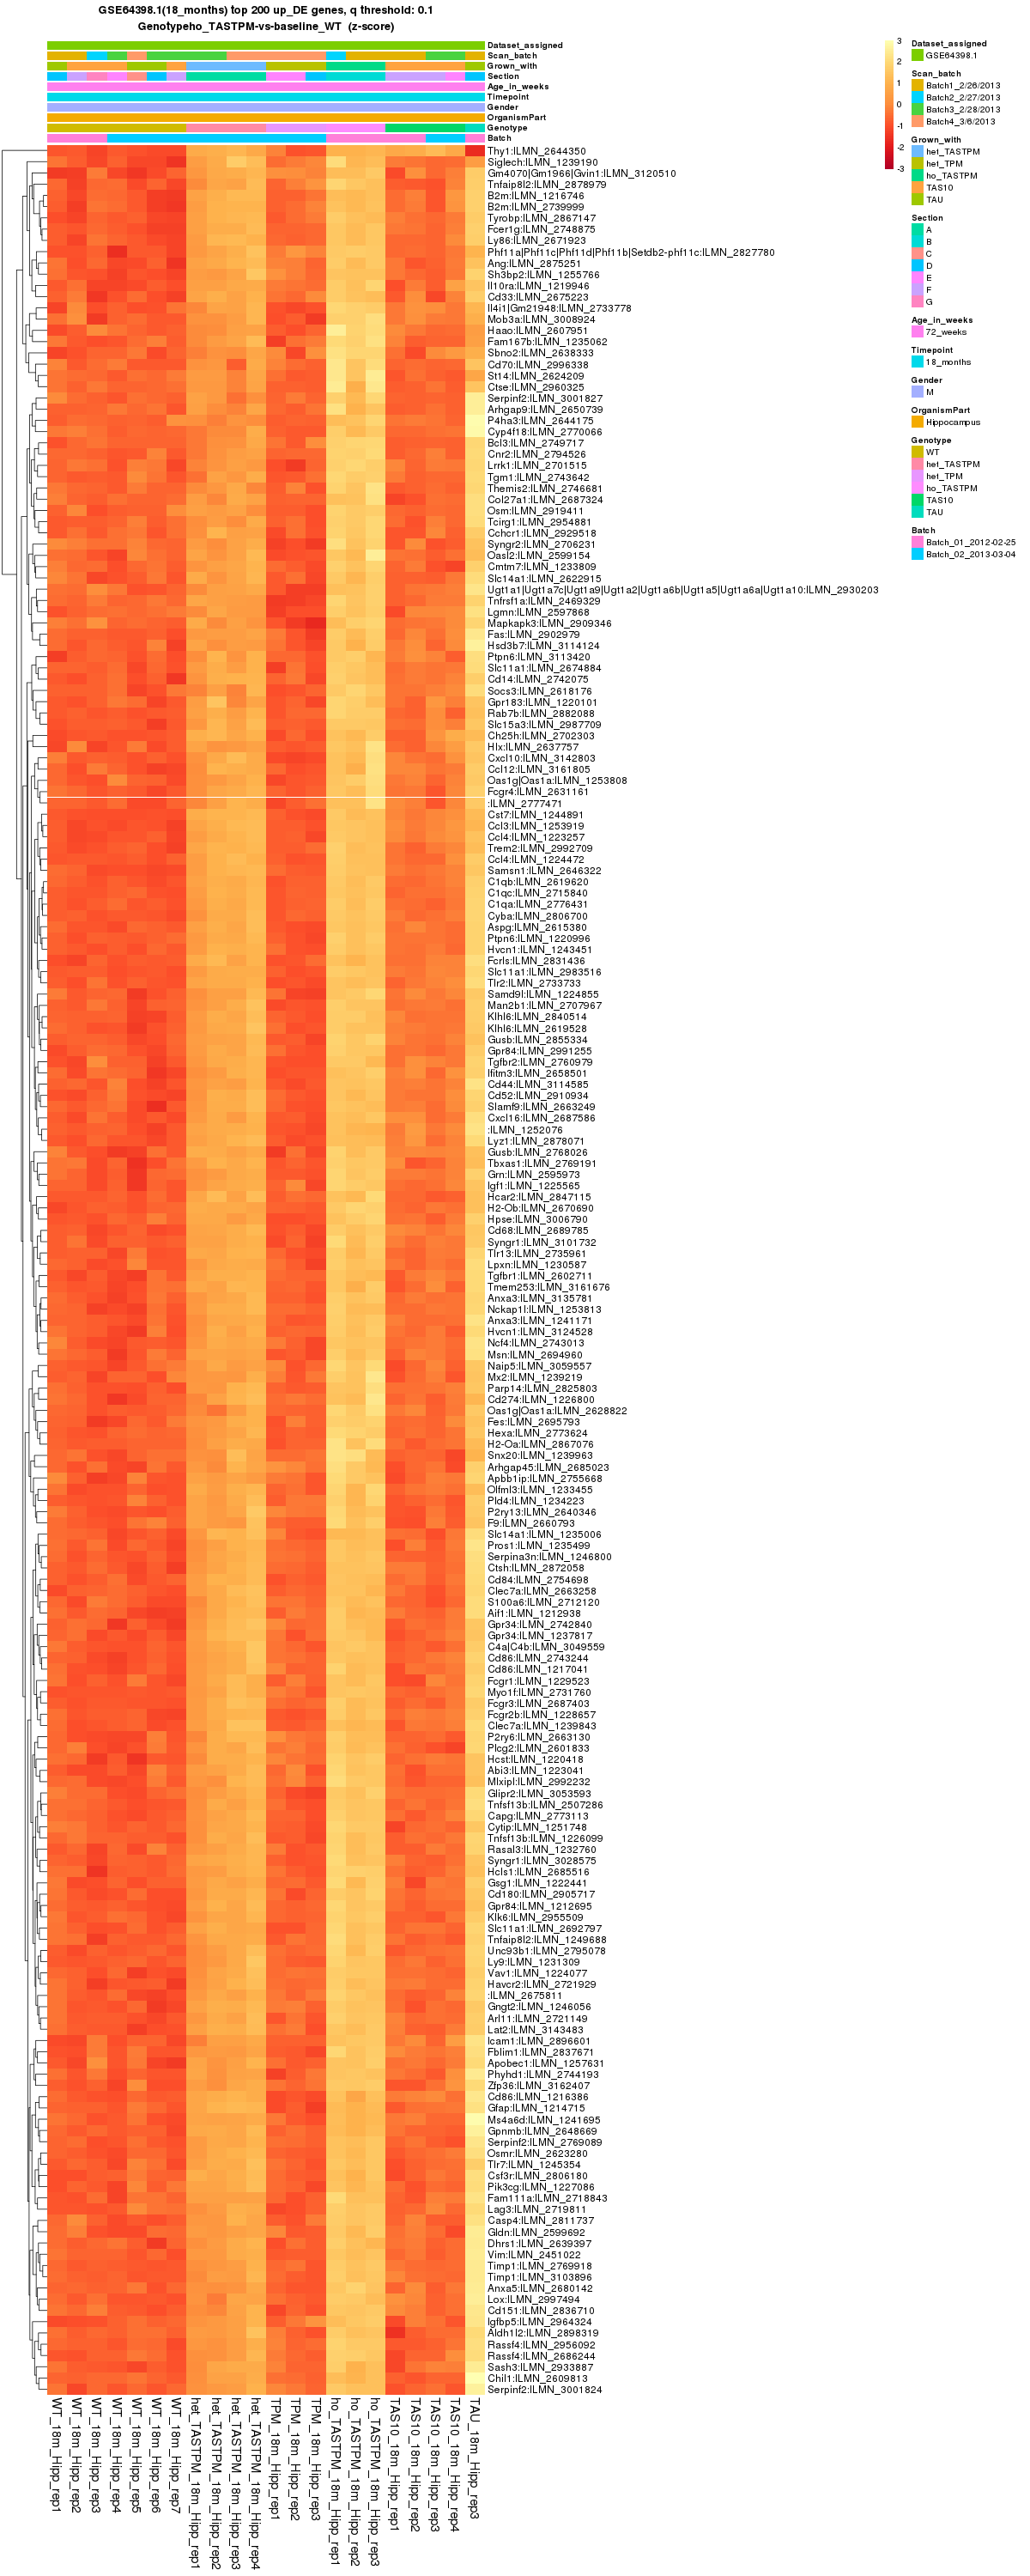 GSE64398.1(18_months) top 200 up_DE genes, q threshold: 0.1
Genotypeho_TASTPM-vs-baseline_WT  (z-score)
Dataset_assigned
Scan_batch
Grown_with
Section
Age_in_weeks
Timepoint
Gender
OrganismPart
Genotype
Batch
Thy1:ILMN_2644350
Siglech:ILMN_1239190
Gm4070|Gm1966|Gvin1:ILMN_3120510
Tnfaip8l2:ILMN_2878979
B2m:ILMN_1216746
B2m:ILMN_2739999
Tyrobp:ILMN_2867147
Fcer1g:ILMN_2748875
Ly86:ILMN_2671923
Phf11a|Phf11c|Phf11d|Phf11b|Setdb2-phf11c:ILMN_2827780
Ang:ILMN_2875251
Sh3bp2:ILMN_1255766
Il10ra:ILMN_1219946
Cd33:ILMN_2675223
Il4i1|Gm21948:ILMN_2733778
Mob3a:ILMN_3008924
Haao:ILMN_2607951
Fam167b:ILMN_1235062
Sbno2:ILMN_2638333
Cd70:ILMN_2996338
St14:ILMN_2624209
Ctse:ILMN_2960325
Serpinf2:ILMN_3001827
Arhgap9:ILMN_2650739
P4ha3:ILMN_2644175
Cyp4f18:ILMN_2770066
Bcl3:ILMN_2749717
Cnr2:ILMN_2794526
Lrrk1:ILMN_2701515
Tgm1:ILMN_2743642
Themis2:ILMN_2746681
Col27a1:ILMN_2687324
Osm:ILMN_2919411
Tcirg1:ILMN_2954881
Cchcr1:ILMN_2929518
Syngr2:ILMN_2706231
Oasl2:ILMN_2599154
Cmtm7:ILMN_1233809
Slc14a1:ILMN_2622915
Ugt1a1|Ugt1a7c|Ugt1a9|Ugt1a2|Ugt1a6b|Ugt1a5|Ugt1a6a|Ugt1a10:ILMN_2930203
Tnfrsf1a:ILMN_2469329
Lgmn:ILMN_2597868
Mapkapk3:ILMN_2909346
Fas:ILMN_2902979
Hsd3b7:ILMN_3114124
Ptpn6:ILMN_3113420
Slc11a1:ILMN_2674884
Cd14:ILMN_2742075
Socs3:ILMN_2618176
Gpr183:ILMN_1220101
Rab7b:ILMN_2882088
Slc15a3:ILMN_2987709
Ch25h:ILMN_2702303
Hlx:ILMN_2637757
Cxcl10:ILMN_3142803
Ccl12:ILMN_3161805
Oas1g|Oas1a:ILMN_1253808
Fcgr4:ILMN_2631161
:ILMN_2777471
Cst7:ILMN_1244891
Ccl3:ILMN_1253919
Ccl4:ILMN_1223257
Trem2:ILMN_2992709
Ccl4:ILMN_1224472
Samsn1:ILMN_2646322
C1qb:ILMN_2619620
C1qc:ILMN_2715840
C1qa:ILMN_2776431
Cyba:ILMN_2806700
Aspg:ILMN_2615380
Ptpn6:ILMN_1220996
Hvcn1:ILMN_1243451
Fcrls:ILMN_2831436
Slc11a1:ILMN_2983516
Tlr2:ILMN_2733733
Samd9l:ILMN_1224855
Man2b1:ILMN_2707967
Klhl6:ILMN_2840514
Klhl6:ILMN_2619528
Gusb:ILMN_2855334
Gpr84:ILMN_2991255
Tgfbr2:ILMN_2760979
Ifitm3:ILMN_2658501
Cd44:ILMN_3114585
Cd52:ILMN_2910934
Slamf9:ILMN_2663249
Cxcl16:ILMN_2687586
:ILMN_1252076
Lyz1:ILMN_2878071
Gusb:ILMN_2768026
Tbxas1:ILMN_2769191
Grn:ILMN_2595973
Igf1:ILMN_1225565
Hcar2:ILMN_2847115
H2-Ob:ILMN_2670690
Hpse:ILMN_3006790
Cd68:ILMN_2689785
Syngr1:ILMN_3101732
Tlr13:ILMN_2735961
Lpxn:ILMN_1230587
Tgfbr1:ILMN_2602711
Tmem253:ILMN_3161676
Anxa3:ILMN_3135781
Nckap1l:ILMN_1253813
Anxa3:ILMN_1241171
Hvcn1:ILMN_3124528
Ncf4:ILMN_2743013
Msn:ILMN_2694960
Naip5:ILMN_3059557
Mx2:ILMN_1239219
Parp14:ILMN_2825803
Cd274:ILMN_1226800
Oas1g|Oas1a:ILMN_2628822
Fes:ILMN_2695793
Hexa:ILMN_2773624
H2-Oa:ILMN_2867076
Snx20:ILMN_1239963
Arhgap45:ILMN_2685023
Apbb1ip:ILMN_2755668
Olfml3:ILMN_1233455
Pld4:ILMN_1234223
P2ry13:ILMN_2640346
F9:ILMN_2660793
Slc14a1:ILMN_1235006
Pros1:ILMN_1235499
Serpina3n:ILMN_1246800
Ctsh:ILMN_2872058
Cd84:ILMN_2754698
Clec7a:ILMN_2663258
S100a6:ILMN_2712120
Aif1:ILMN_1212938
Gpr34:ILMN_2742840
Gpr34:ILMN_1237817
C4a|C4b:ILMN_3049559
Cd86:ILMN_2743244
Cd86:ILMN_1217041
Fcgr1:ILMN_1229523
Myo1f:ILMN_2731760
Fcgr3:ILMN_2687403
Fcgr2b:ILMN_1228657
Clec7a:ILMN_1239843
P2ry6:ILMN_2663130
Plcg2:ILMN_2601833
Hcst:ILMN_1220418
Abi3:ILMN_1223041
Mlxipl:ILMN_2992232
Glipr2:ILMN_3053593
Tnfsf13b:ILMN_2507286
Capg:ILMN_2773113
Cytip:ILMN_1251748
Tnfsf13b:ILMN_1226099
Rasal3:ILMN_1232760
Syngr1:ILMN_3028575
Hcls1:ILMN_2685516
Gsg1:ILMN_1222441
Cd180:ILMN_2905717
Gpr84:ILMN_1212695
Klk6:ILMN_2955509
Slc11a1:ILMN_2692797
Tnfaip8l2:ILMN_1249688
Unc93b1:ILMN_2795078
Ly9:ILMN_1231309
Vav1:ILMN_1224077
Havcr2:ILMN_2721929
:ILMN_2675811
Gngt2:ILMN_1246056
Arl11:ILMN_2721149
Lat2:ILMN_3143483
Icam1:ILMN_2896601
Fblim1:ILMN_2837671
Apobec1:ILMN_1257631
Phyhd1:ILMN_2744193
Zfp36:ILMN_3162407
Cd86:ILMN_1216386
Gfap:ILMN_1214715
Ms4a6d:ILMN_1241695
Gpnmb:ILMN_2648669
Serpinf2:ILMN_2769089
Osmr:ILMN_2623280
Tlr7:ILMN_1245354
Csf3r:ILMN_2806180
Pik3cg:ILMN_1227086
Fam111a:ILMN_2718843
Lag3:ILMN_2719811
Casp4:ILMN_2811737
Gldn:ILMN_2599692
Dhrs1:ILMN_2639397
Vim:ILMN_2451022
Timp1:ILMN_2769918
Timp1:ILMN_3103896
Anxa5:ILMN_2680142
Lox:ILMN_2997494
Cd151:ILMN_2836710
Igfbp5:ILMN_2964324
Aldh1l2:ILMN_2898319
Rassf4:ILMN_2956092
Rassf4:ILMN_2686244
Sash3:ILMN_2933887
Chil1:ILMN_2609813
Serpinf2:ILMN_3001824
WT_18m_Hipp_rep1
WT_18m_Hipp_rep2
WT_18m_Hipp_rep3
WT_18m_Hipp_rep4
WT_18m_Hipp_rep5
WT_18m_Hipp_rep6
WT_18m_Hipp_rep7
het_TASTPM_18m_Hipp_rep1
het_TASTPM_18m_Hipp_rep2
het_TASTPM_18m_Hipp_rep3
het_TASTPM_18m_Hipp_rep4
TPM_18m_Hipp_rep1
TPM_18m_Hipp_rep2
TPM_18m_Hipp_rep3
ho_TASTPM_18m_Hipp_rep1
ho_TASTPM_18m_Hipp_rep2
ho_TASTPM_18m_Hipp_rep3
TAS10_18m_Hipp_rep1
TAS10_18m_Hipp_rep2
TAS10_18m_Hipp_rep3
TAS10_18m_Hipp_rep4
TAU_18m_Hipp_rep3
3
2
1
0
-1
-2
-3
Dataset_assigned
GSE64398.1
Scan_batch
Batch1_2/26/2013
Batch2_2/27/2013
Batch3_2/28/2013
Batch4_3/6/2013
Grown_with
het_TASTPM
het_TPM
ho_TASTPM
TAS10
TAU
Section
A
B
C
D
E
F
G
Age_in_weeks
72_weeks
Timepoint
18_months
Gender
M
OrganismPart
Hippocampus
Genotype
WT
het_TASTPM
het_TPM
ho_TASTPM
TAS10
TAU
Batch
Batch_01_2012-02-25
Batch_02_2013-03-04